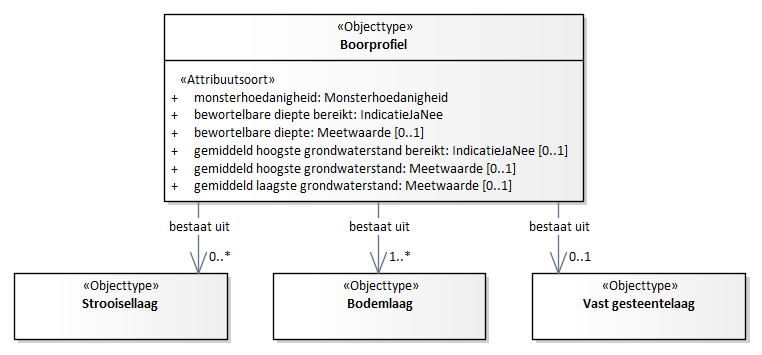 «Objecttype»
Boorprofiel
«Attribuutsoort»
+ monsterhoedanigheid: Monsterhoedanigheid
+ bewortelbare diepte bereikt: IndicatieJaNee
+ bewortelbare diepte: Meetwaarde [0..1]
+ gemiddeld hoogste grondwaterstand bereikt: IndicatieJaNee [0..1]
+ gemiddeld hoogste grondwaterstand: Meetwaarde [0..1]
+ gemiddeld laagste grondwaterstand: Meetwaarde [0..1]
bestaat uit bestaat uit bestaat uit
0..* 1..* 0..1
«Objecttype» «Objecttype» «Objecttype»
Strooisellaag Bodemlaag Vast gesteentelaag